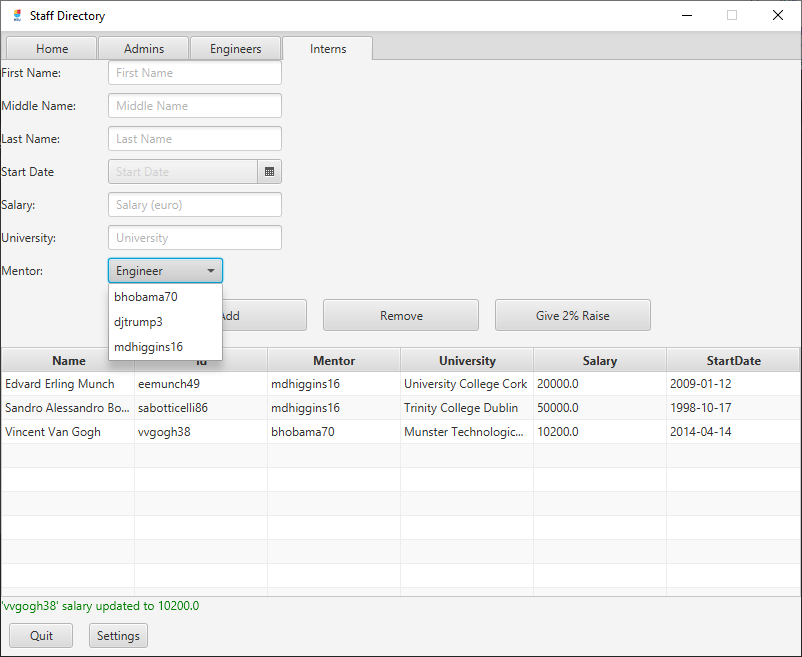 Staff Directory
Home Admins Engineers Interns
First Name: First Name
Middle Name: Middle Name
Last Name: Last Name
Start Date Start Date
Salary: Salary (euro)
University: University
Mentor: Engineer
bhobama70
djtrump3
mdhiggins16
Remove Give 2% Raise
Name Mentor University Salary StartDate
Edvard Erling Munch eemunch49 mdhiggins16 University College Cork 20000.0 2009-01-12
Sandro Alessandro Bo... sabotticelli86 mdhiggins16 Trinity College Dublin 50000.0 1998-10-17
Vincent Van Gogh vvgogh38 bhobama70 Munster Technologic... 10200.0 2014-04-14
'vvgogh38' salary updated to 10200.0
Quit Settings